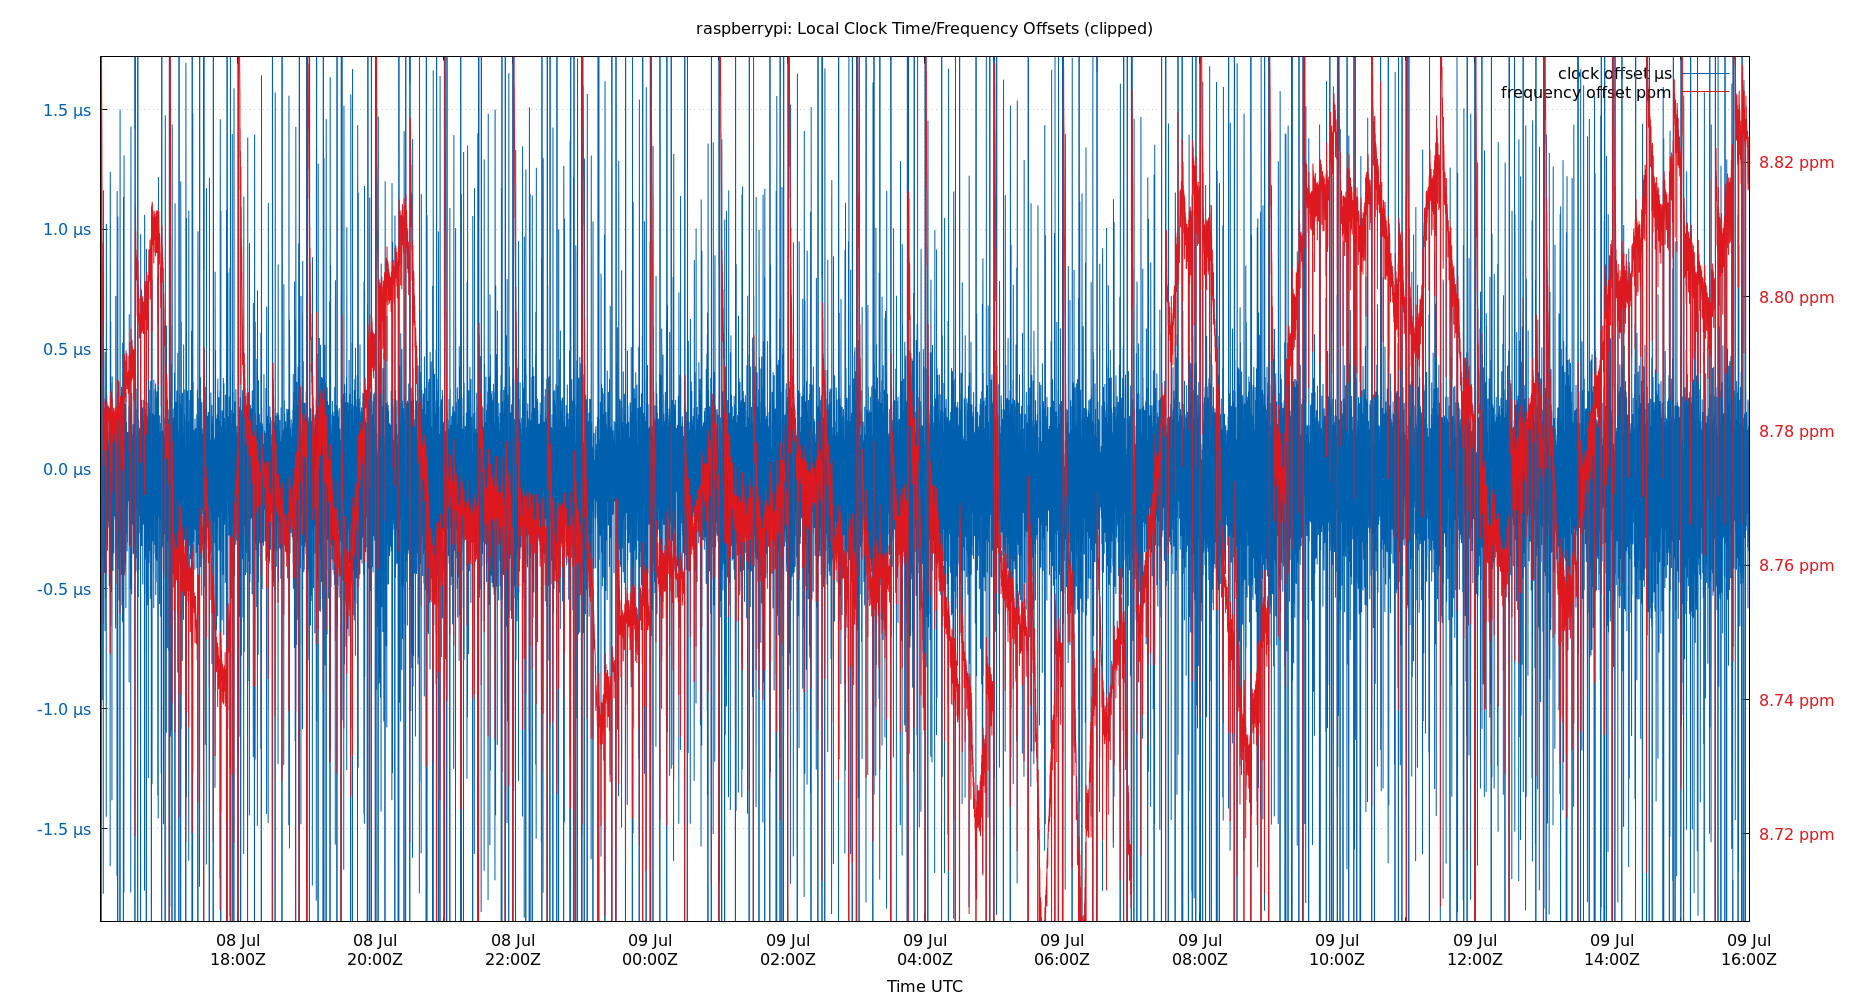 raspberrypi: Local Clock Time/Frequency Offsets (clipped)
clock offset µs
frequency offset ppm
1.5 µs
1.0 µs
0.5 µs
0.0 µs
-0.5 µs
-1.0 µs
-1.5 µs
8.82 ppm
8.80 ppm
8.78 ppm
8.76 ppm
8.74 ppm
8.72 ppm
08 Jul 08 Jul 08 Jul 09 Jul 09 Jul 09 Jul 09 Jul 09 Jul 09 Jul 09 Jul 09 Jul 09 Jul
18:00Z 20:00Z 22:00Z 00:00Z 02:00Z 04:00Z 06:00Z 08:00Z 10:00Z 12:00Z 14:00Z 16:00Z
Time UTC